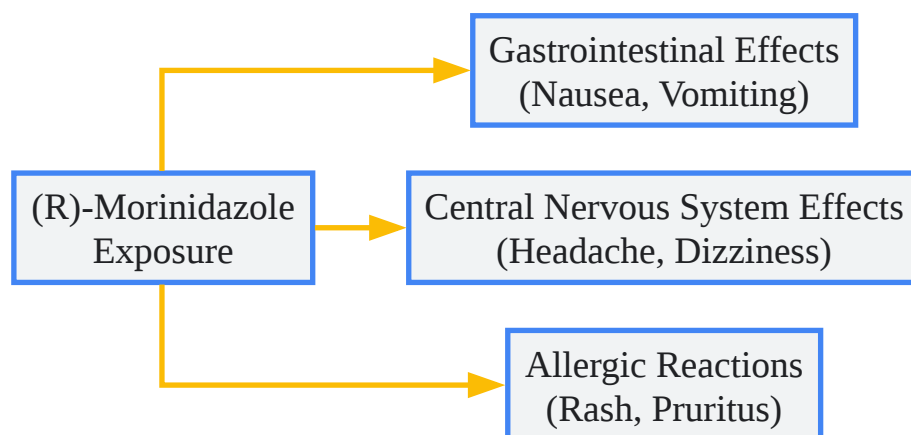 Gastrointestinal Effects
(Nausea, Vomiting)
(R)-Morinidazole
Exposure
Central Nervous System Effects
(Headache, Dizziness)
Allergic Reactions
(Rash, Pruritus)